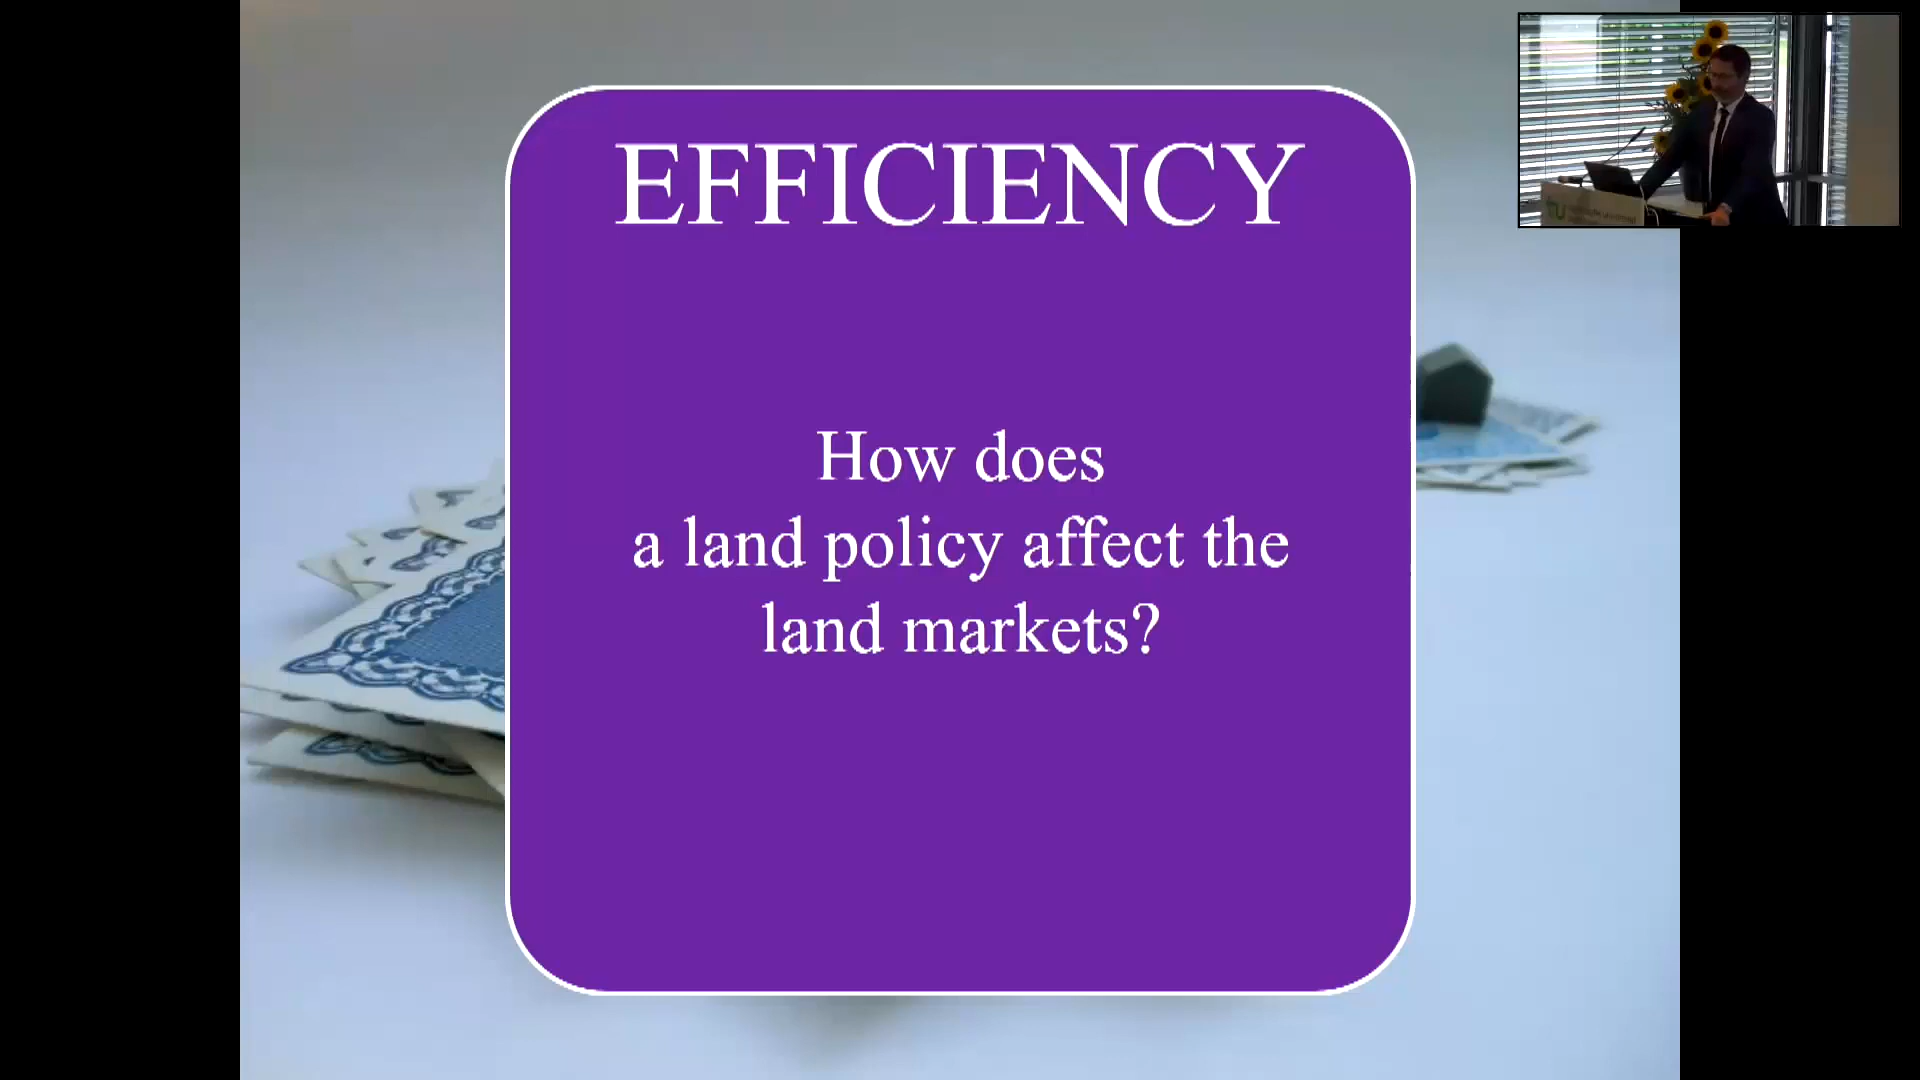 EFFICIENCY
How does
a land policy affect the
land markets?